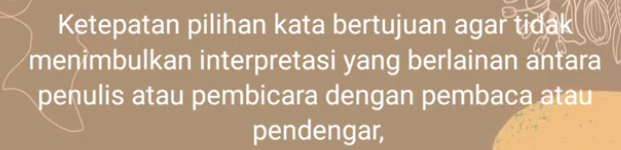 Ketepatan pilihan kata bertujuan agar tidak
menimbulkan interpretasi yang berlainan antara
penulis atau pembicara dengan pembaca atau
pendengar,